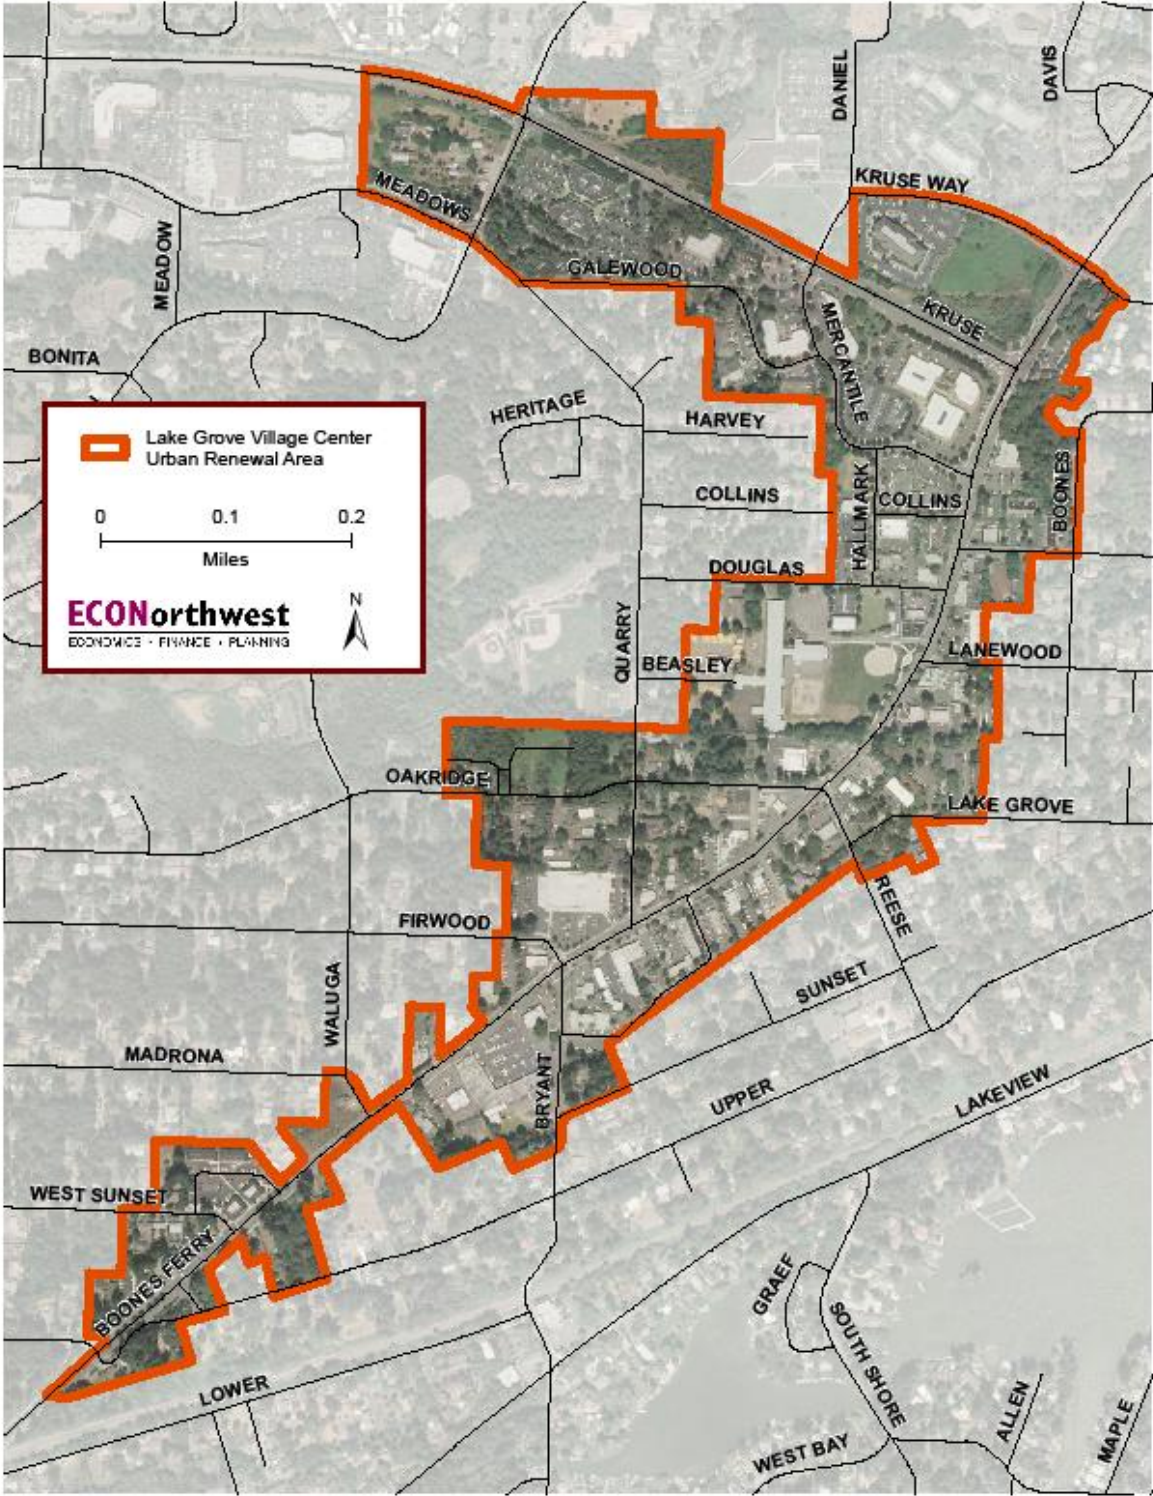 DANIEL
DAVIS
KRUSE WAY
MEADOWS
MEADOW
GALEWOOD
KRUSE
MERCANTILE
BONITA
HERITAGE
HARVEY
Lake Grove Village Center
Urban Renewal Area
0 0.1 0.2
Miles
ECONorthwest
ECONOMICS • FINANCE • PLANNING
N
COLLINS
HALLMARK
COLLINS
BOONES
DOUGLAS
QUARRY
BEASLEY
LANEWOOD
OAKRIDGE
LAKE GROVE
FIRWOOD
REESE
WALUGA
SUNSET
MADRONA
BRYANT
UPPER
LAKEVIEW
WEST SUNSET
BOONES FERRY
GRAEF
SOUTH SHORE
LOWER
ALLEN
MAPLE
WEST BAY